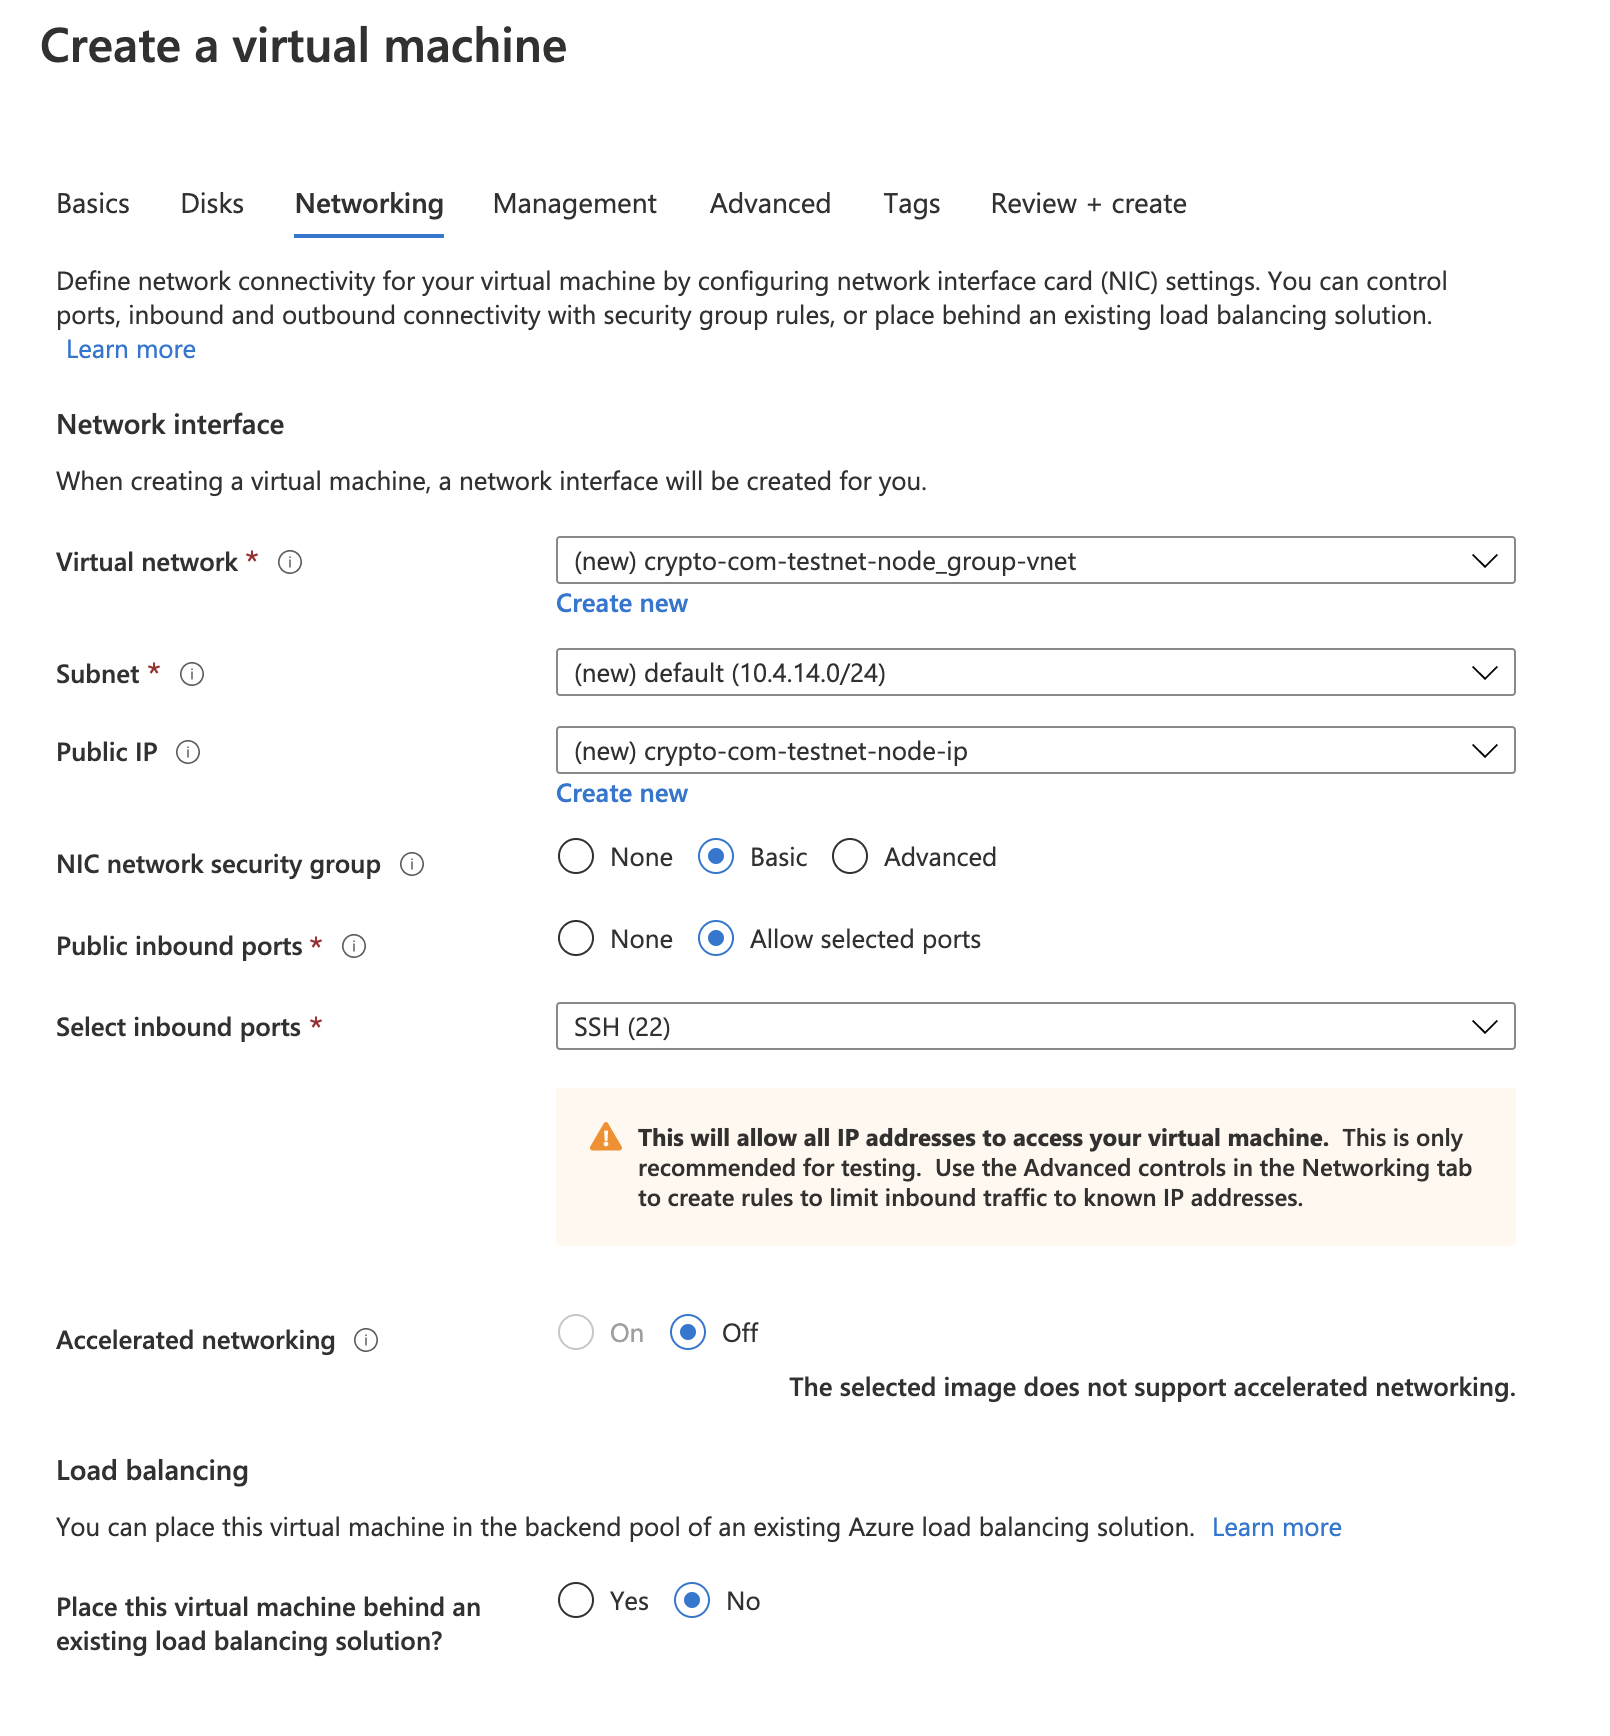 Create a virtual machine
Basics Disks Networking Management Advanced Tags Review + create
Define network connectivity for your virtual machine by configuring network interface card (NIC) settings. You can control
ports, inbound and outbound connectivity with security group rules, or place behind an existing load balancing solution.
Learn more
Network interface
When creating a virtual machine, a network interface will be created for you.
Virtual network * (new) crypto-com-testnet-node_group-vnet
Create new
Subnet * (new) default (10.4.14.0/24)
Public IP (new) crypto-com-testnet-node-ip
Create new
NIC network security group None Basic Advanced
Public inbound ports * None Allow selected ports
Select inbound ports * SSH (22)
This will allow all IP addresses to access your virtual machine. This is only
recommended for testing. Use the Advanced controls in the Networking tab
to create rules to limit inbound traffic to known IP addresses.
Accelerated networking On Off
The selected image does not support accelerated networking.
Load balancing
You can place this virtual machine in the backend pool of an existing Azure load balancing solution. Learn more
Place this virtual machine behind an Yes No
existing load balancing solution?